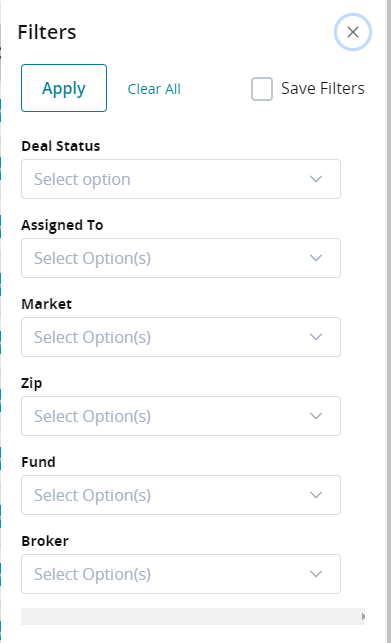 Filters
Apply Clear All Save Filters
Deal Status
Select option
Assigned To
Select Option(s)
Market
Select Option(s)
Zip
Select Option(s)
Fund
Select Option(s)
Broker
Select Option(s)